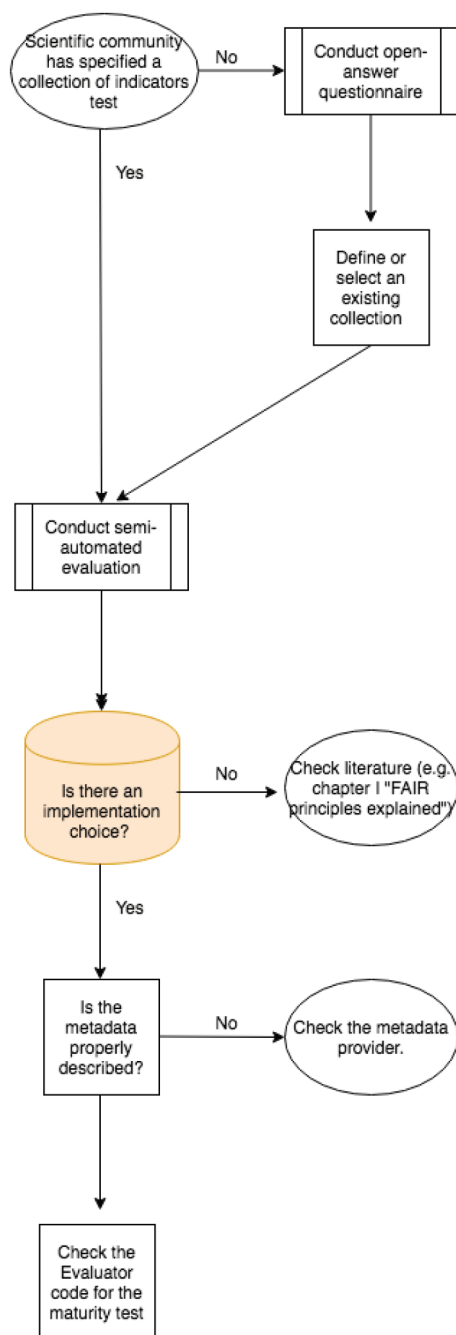 Scientific community
has specified a
collection of indicators
test
No
Conduct open-
answer
questionnaire
Yes
Define or
select an
existing
collection
Conduct semi-
automated
evaluation
Is there an
implementation
choice?
No
Check literature (e.g.
chapter I "FAIR
principles explained")
Yes
Is the
metadata
properly
described?
No
Check the metadata
provider.
Check the
Evaluator
code for the
maturity test